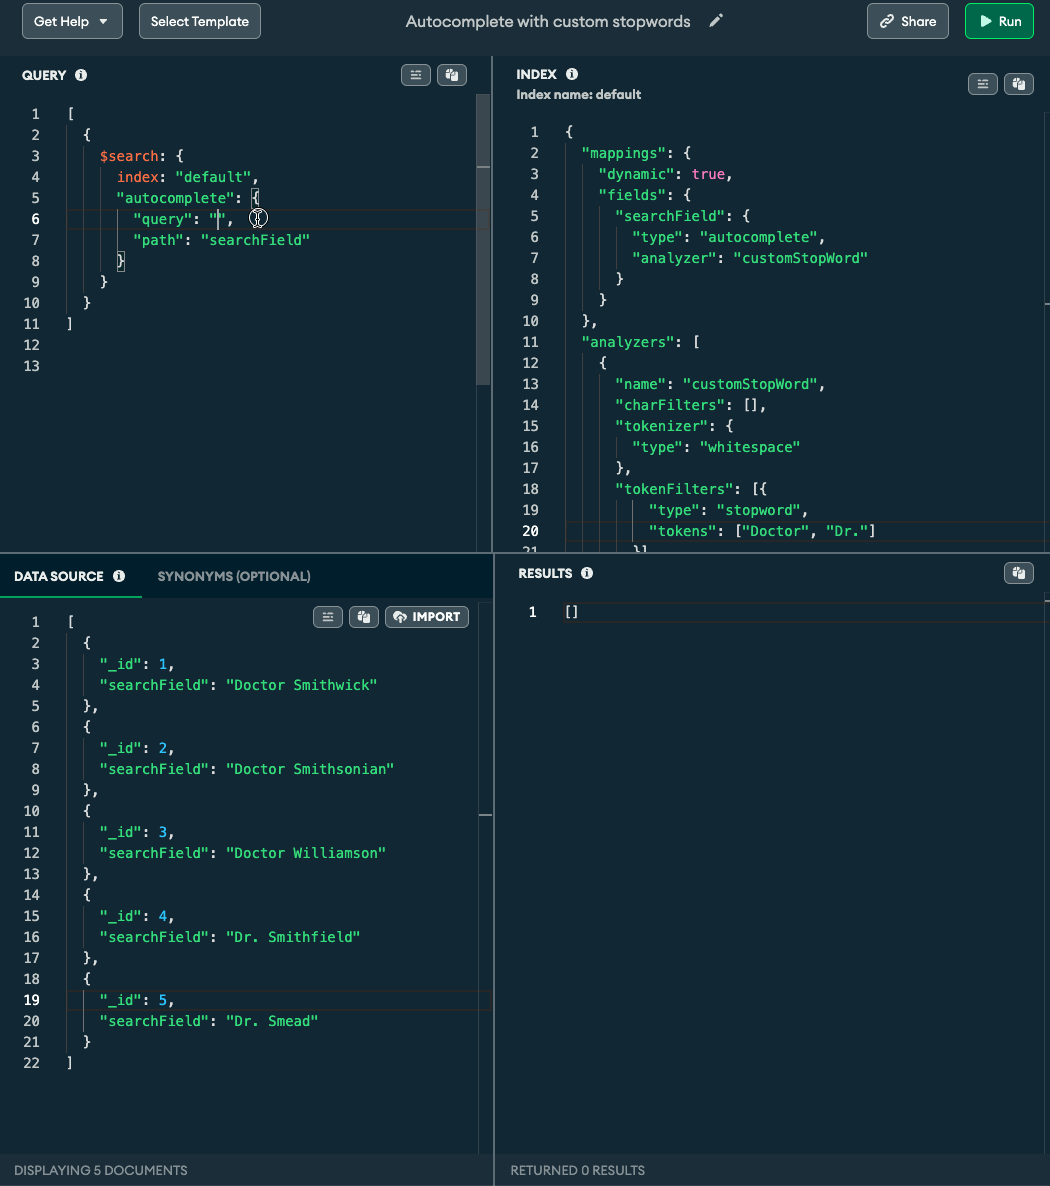 Get Help
Select Template
Autocomplete with custom stopwords
Share
Run
QUERY
1 [
2 {
3 $search: {
4 index: "default",
5 "autocomplete": {
6 "query": "",
7 "path": "searchField"
8 }
9 }
10 }
11 ]
12
13
INDEX
Index name: default
1 {
2 "mappings": {
3 "dynamic": true,
4 "fields": {
5 "searchField": {
6 "type": "autocomplete",
7 "analyzer": "customStopWord"
8 }
9 }
10 },
11 "analyzers": [
12 {
13 "name": "customStopWord",
14 "charFilters": [],
15 "tokenizer": {
16 "type": "whitespace"
17 },
18 "tokenFilters": [{
19 "type": "stopword",
20 "tokens": ["Doctor", "Dr."]
21 }]
DATA SOURCE
SYNONYMS (OPTIONAL)
IMPORT
1 [
2 {
3 "_id": 1,
4 "searchField": "Doctor Smithwick"
5 },
6 {
7 "_id": 2,
8 "searchField": "Doctor Smithsonian"
9 },
10 {
11 "_id": 3,
12 "searchField": "Doctor Williamson"
13 },
14 {
15 "_id": 4,
16 "searchField": "Dr. Smithfield"
17 },
18 {
19 "_id": 5,
20 "searchField": "Dr. Smead"
21 }
22 ]
DISPLAYING 5 DOCUMENTS
RESULTS
1 []
RETURNED 0 RESULTS